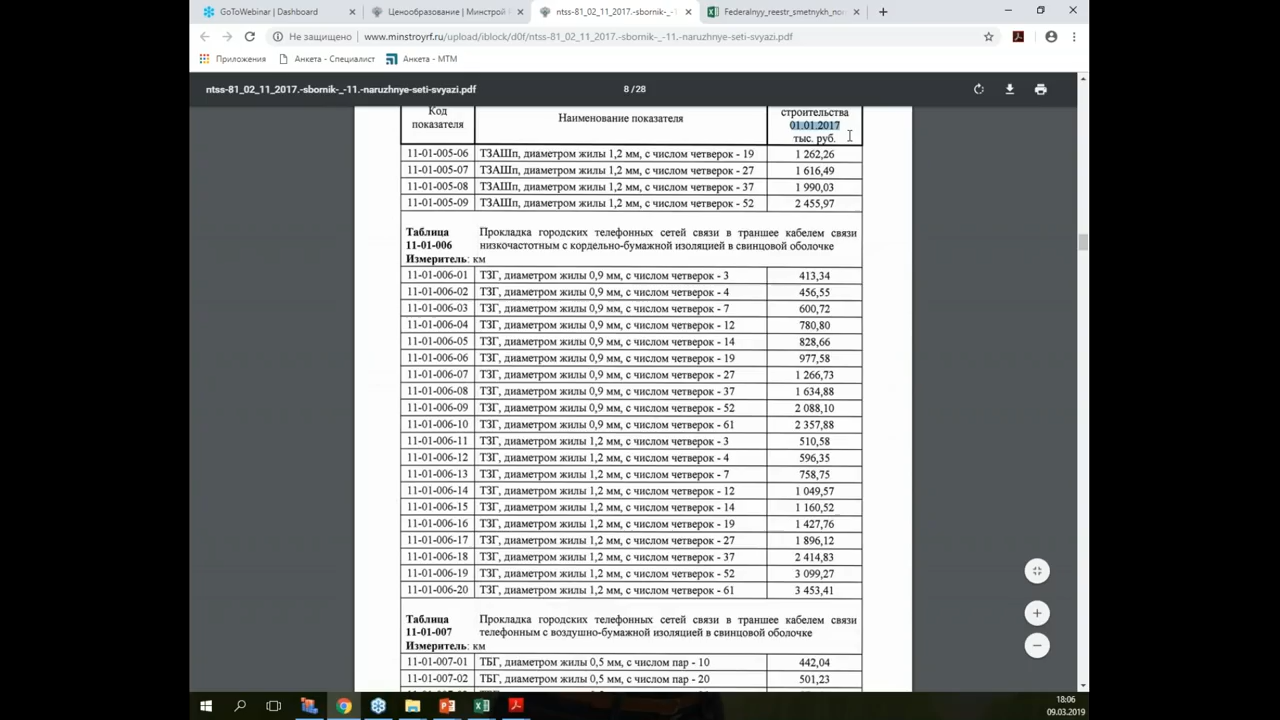 GoToWebinar | Dashboard
Ценообразование | Минстрой
ntss-81_02_11_2017.-sbornik-_-1
Federalnyy_reestr_smetnykh_no
Не защищено
www.minstroyrf.ru/upload/iblock/d0f/ntss-81_02_11_2017.-sbornik-_-11.-naruzhnye-seti-svyazi.pdf
Приложения
Анкета - Специалист
Анкета - МТМ
ntss-81_02_11_2017.-sbornik-_-11.-naruzhnye-seti-svyazi.pdf
8 / 28
Код показателя
Наименование показателя
строительства
01.01.2017
тыс. руб.
11-01-005-06 ТЗАШп, диаметром жилы 1,2 мм, с числом четверок - 19 1 262,26
11-01-005-07 ТЗАШп, диаметром жилы 1,2 мм, с числом четверок - 27 1 616,49
11-01-005-08 ТЗАШп, диаметром жилы 1,2 мм, с числом четверок - 37 1 990,03
11-01-005-09 ТЗАШп, диаметром жилы 1,2 мм, с числом четверок - 52 2 455,97
Таблица Прокладка городских телефонных сетей связи в траншее кабелем связи
11-01-006 низкочастотным с кордельно-бумажной изоляцией в свинцовой оболочке
Измеритель: км
11-01-006-01 ТЗГ, диаметром жилы 0,9 мм, с числом четверок - 3 413,34
11-01-006-02 ТЗГ, диаметром жилы 0,9 мм, с числом четверок - 4 456,55
11-01-006-03 ТЗГ, диаметром жилы 0,9 мм, с числом четверок - 7 600,72
11-01-006-04 ТЗГ, диаметром жилы 0,9 мм, с числом четверок - 12 780,80
11-01-006-05 ТЗГ, диаметром жилы 0,9 мм, с числом четверок - 14 828,66
11-01-006-06 ТЗГ, диаметром жилы 0,9 мм, с числом четверок - 19 977,58
11-01-006-07 ТЗГ, диаметром жилы 0,9 мм, с числом четверок - 27 1 266,73
11-01-006-08 ТЗГ, диаметром жилы 0,9 мм, с числом четверок - 37 1 634,88
11-01-006-09 ТЗГ, диаметром жилы 0,9 мм, с числом четверок - 52 2 088,10
11-01-006-10 ТЗГ, диаметром жилы 0,9 мм, с числом четверок - 61 2 357,88
11-01-006-11 ТЗГ, диаметром жилы 1,2 мм, с числом четверок - 3 510,58
11-01-006-12 ТЗГ, диаметром жилы 1,2 мм, с числом четверок - 4 596,35
11-01-006-13 ТЗГ, диаметром жилы 1,2 мм, с числом четверок - 7 758,75
11-01-006-14 ТЗГ, диаметром жилы 1,2 мм, с числом четверок - 12 1 049,57
11-01-006-15 ТЗГ, диаметром жилы 1,2 мм, с числом четверок - 14 1 160,52
11-01-006-16 ТЗГ, диаметром жилы 1,2 мм, с числом четверок - 19 1 427,76
11-01-006-17 ТЗГ, диаметром жилы 1,2 мм, с числом четверок - 27 1 896,12
11-01-006-18 ТЗГ, диаметром жилы 1,2 мм, с числом четверок - 37 2 414,83
11-01-006-19 ТЗГ, диаметром жилы 1,2 мм, с числом четверок - 52 3 099,27
11-01-006-20 ТЗГ, диаметром жилы 1,2 мм, с числом четверок - 61 3 453,41
Таблица Прокладка городских телефонных сетей связи в траншее кабелем связи
11-01-007 телефонным с воздушно-бумажной изоляцией в свинцовой оболочке
Измеритель: км
11-01-007-01 ТБГ, диаметром жилы 0,5 мм, с числом пар - 10 442,04
11-01-007-02 ТБГ, диаметром жилы 0,5 мм, с числом пар - 20 501,23
18:06
09.03.2019